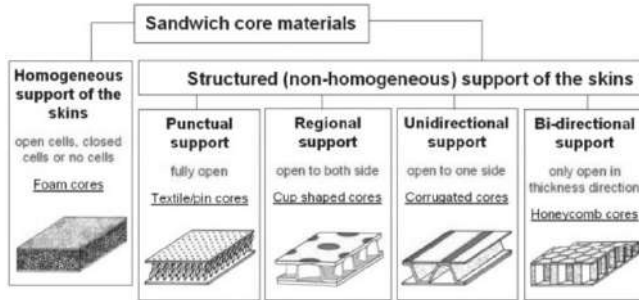 Sandwich core materials
Homogeneous
support of the
skins
open cells, closed
cells or no cells
Foam cores
Structured (non-homogeneous) support of the skins
Punctual
support
fully open
Textile/pin cores
Regional
support
open to both side
Cup shaped cores
Unidirectional
support
open to one side
Corrugated cores
Bi-directional
support
only open in
thickness direction
Honeycomb cores